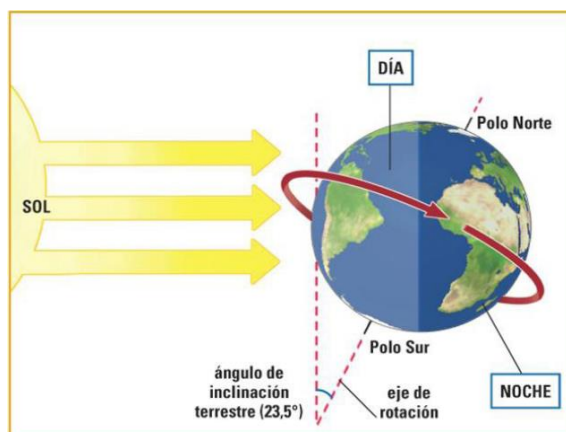 DÍA
Polo Norte
SOL
Polo Sur
ángulo de
inclinación
terrestre (23,5°)
eje de
rotación
NOCHE